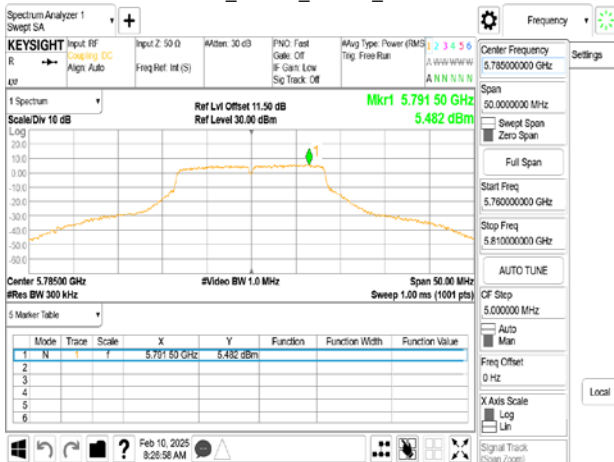 Spectrum Analyzer 1
Swept SA
Frequency
KEYSIGHT
R
Input: RF
Coupling: DC
Align: Auto
Input Z: 50 Ω
Freq Ref: Int (S)
#Atten: 30 dB
PNO: Fast
Gate: Off
IF Gain: Low
Sig Track: Off
#Avg Type: Power (RMS
Trig: Free Run
1 2 3 4 5 6
A W W W W W
A N N N N N
1 Spectrum
Scale/Div 10 dB
Ref Lvl Offset 11.50 dB
Ref Level 30.00 dBm
Mkr1 5.791 50 GHz
5.482 dBm
Log
20.0
10.0
0.00
-10.0
-20.0
-30.0
-40.0
-50.0
-60.0
1
Center 5.78500 GHz
#Res BW 300 kHz
#Video BW 1.0 MHz
Span 50.00 MHz
Sweep 1.00 ms (1001 pts)
5 Marker Table
Mode Trace Scale X Y Function Function Width Function Value
1 N 1 f 5.791 50 GHz 5.482 dBm
2
3
4
5
6
Feb 10, 2025
8:26:58 AM
Center Frequency
5.785000000 GHz
Span
50.0000000 MHz
Swept Span
Zero Span
Full Span
Start Freq
5.760000000 GHz
Stop Freq
5.810000000 GHz
AUTO TUNE
CF Step
5.000000 MHz
Auto
Man
Freq Offset
0 Hz
X Axis Scale
Log
Lin
Signal Track
(Span Zoom)
Settings
Local